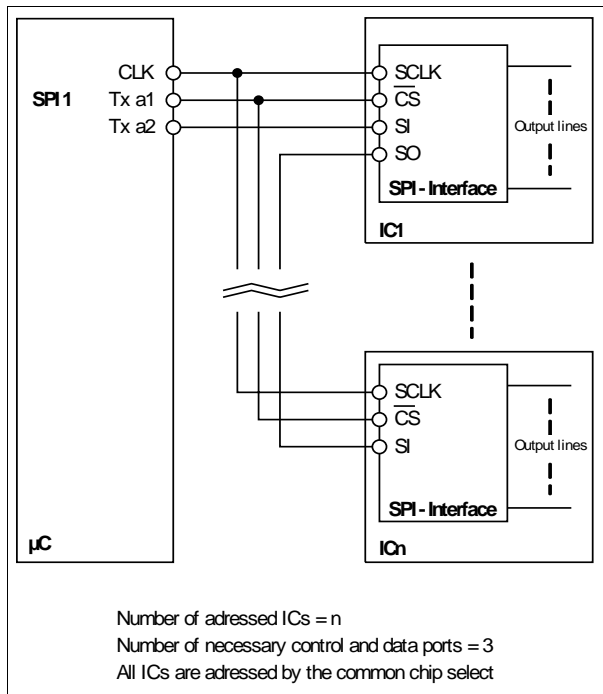 SPI 1
CLK
Tx a1
Tx a2
µC
SCLK
CS
SI
SO
SPI - Interface
Output lines
IC1
SCLK
CS
SI
SPI - Interface
Output lines
ICn
Number of adressed ICs = n
Number of necessary control and data ports = 3
All ICs are adressed by the common chip select